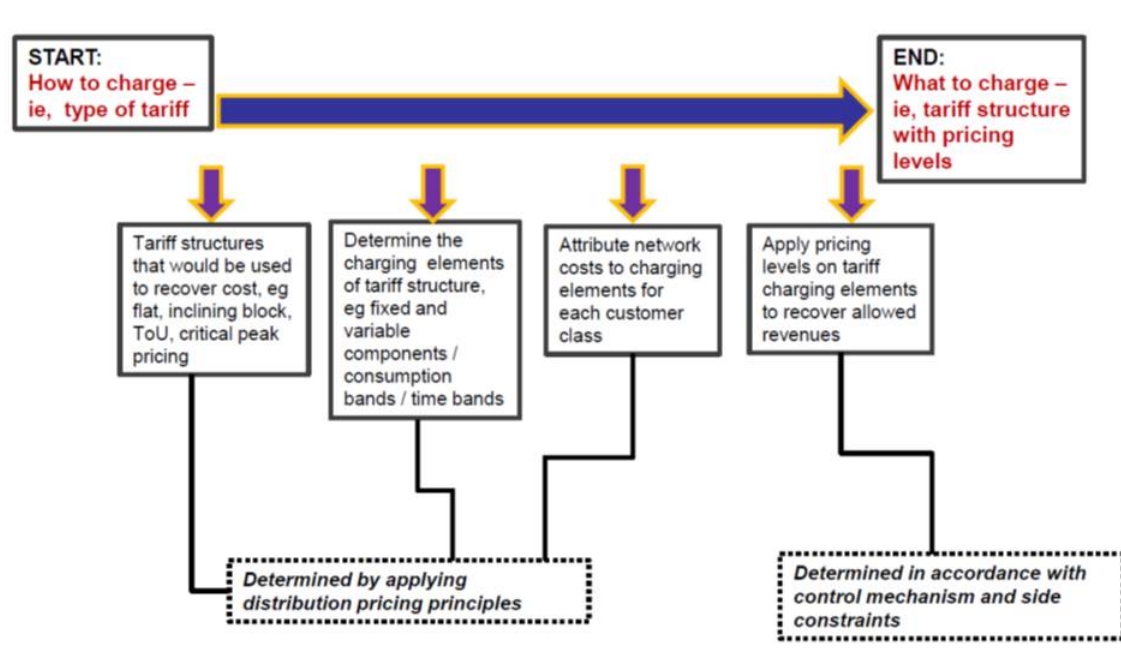 START:
How to charge –
ie, type of tariff
END:
What to charge –
ie, tariff structure
with pricing
levels
Tariff structures
that would be used
to recover cost, eg
flat, inclining block,
ToU, critical peak
pricing
Determine the
charging elements
of tariff structure,
eg fixed and
variable
components /
consumption
bands / time bands
Attribute network
costs to charging
elements for
each customer
class
Apply pricing
levels on tariff
charging elements
to recover allowed
revenues
Determined by applying
distribution pricing principles
Determined in accordance with
control mechanism and side
constraints